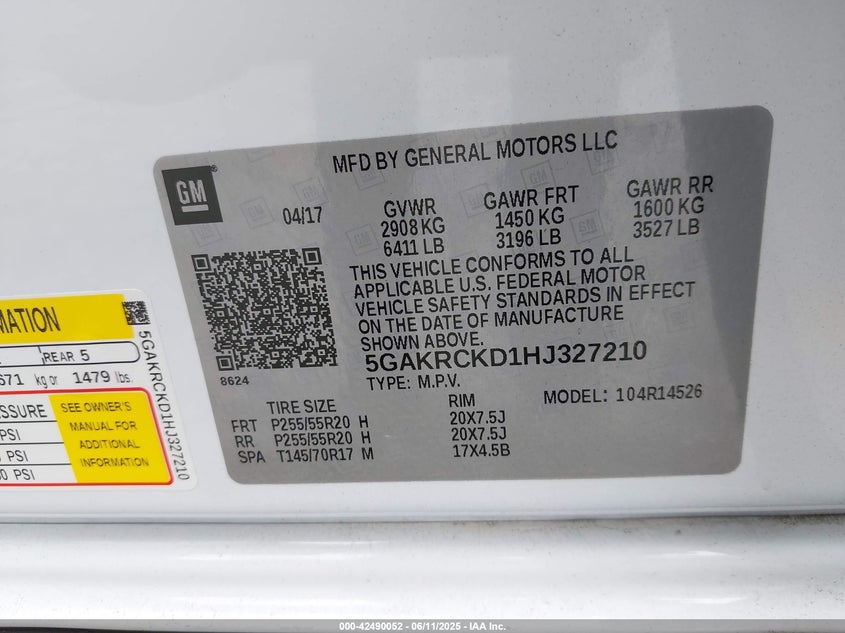 MFD BY GENERAL MOTORS LLC
GM
04/17
GVWR
2908 KG
6411 LB
GAWR FRT
1450 KG
3196 LB
GAWR RR
1600 KG
3527 LB
THIS VEHICLE CONFORMS TO ALL
APPLICABLE U.S. FEDERAL MOTOR
VEHICLE SAFETY STANDARDS IN EFFECT
ON THE DATE OF MANUFACTURE
SHOWN ABOVE.
5GAKRCKD1HJ327210
8624
TYPE: M.P.V.
MODEL: 104R14526
TIRE SIZE RIM
FRT P255/55R20 H 20X7.5J
RR P255/55R20 H 20X7.5J
SPA T145/70R17 M 17X4.5B
REAR 5
671 kg or 1479 lbs.
SEE OWNER'S
MANUAL FOR
ADDITIONAL
INFORMATION
PSI
PSI
PSI
5GAKRCKD1HJ327210
000-42490052 - 06/11/2025 - IAA Inc.